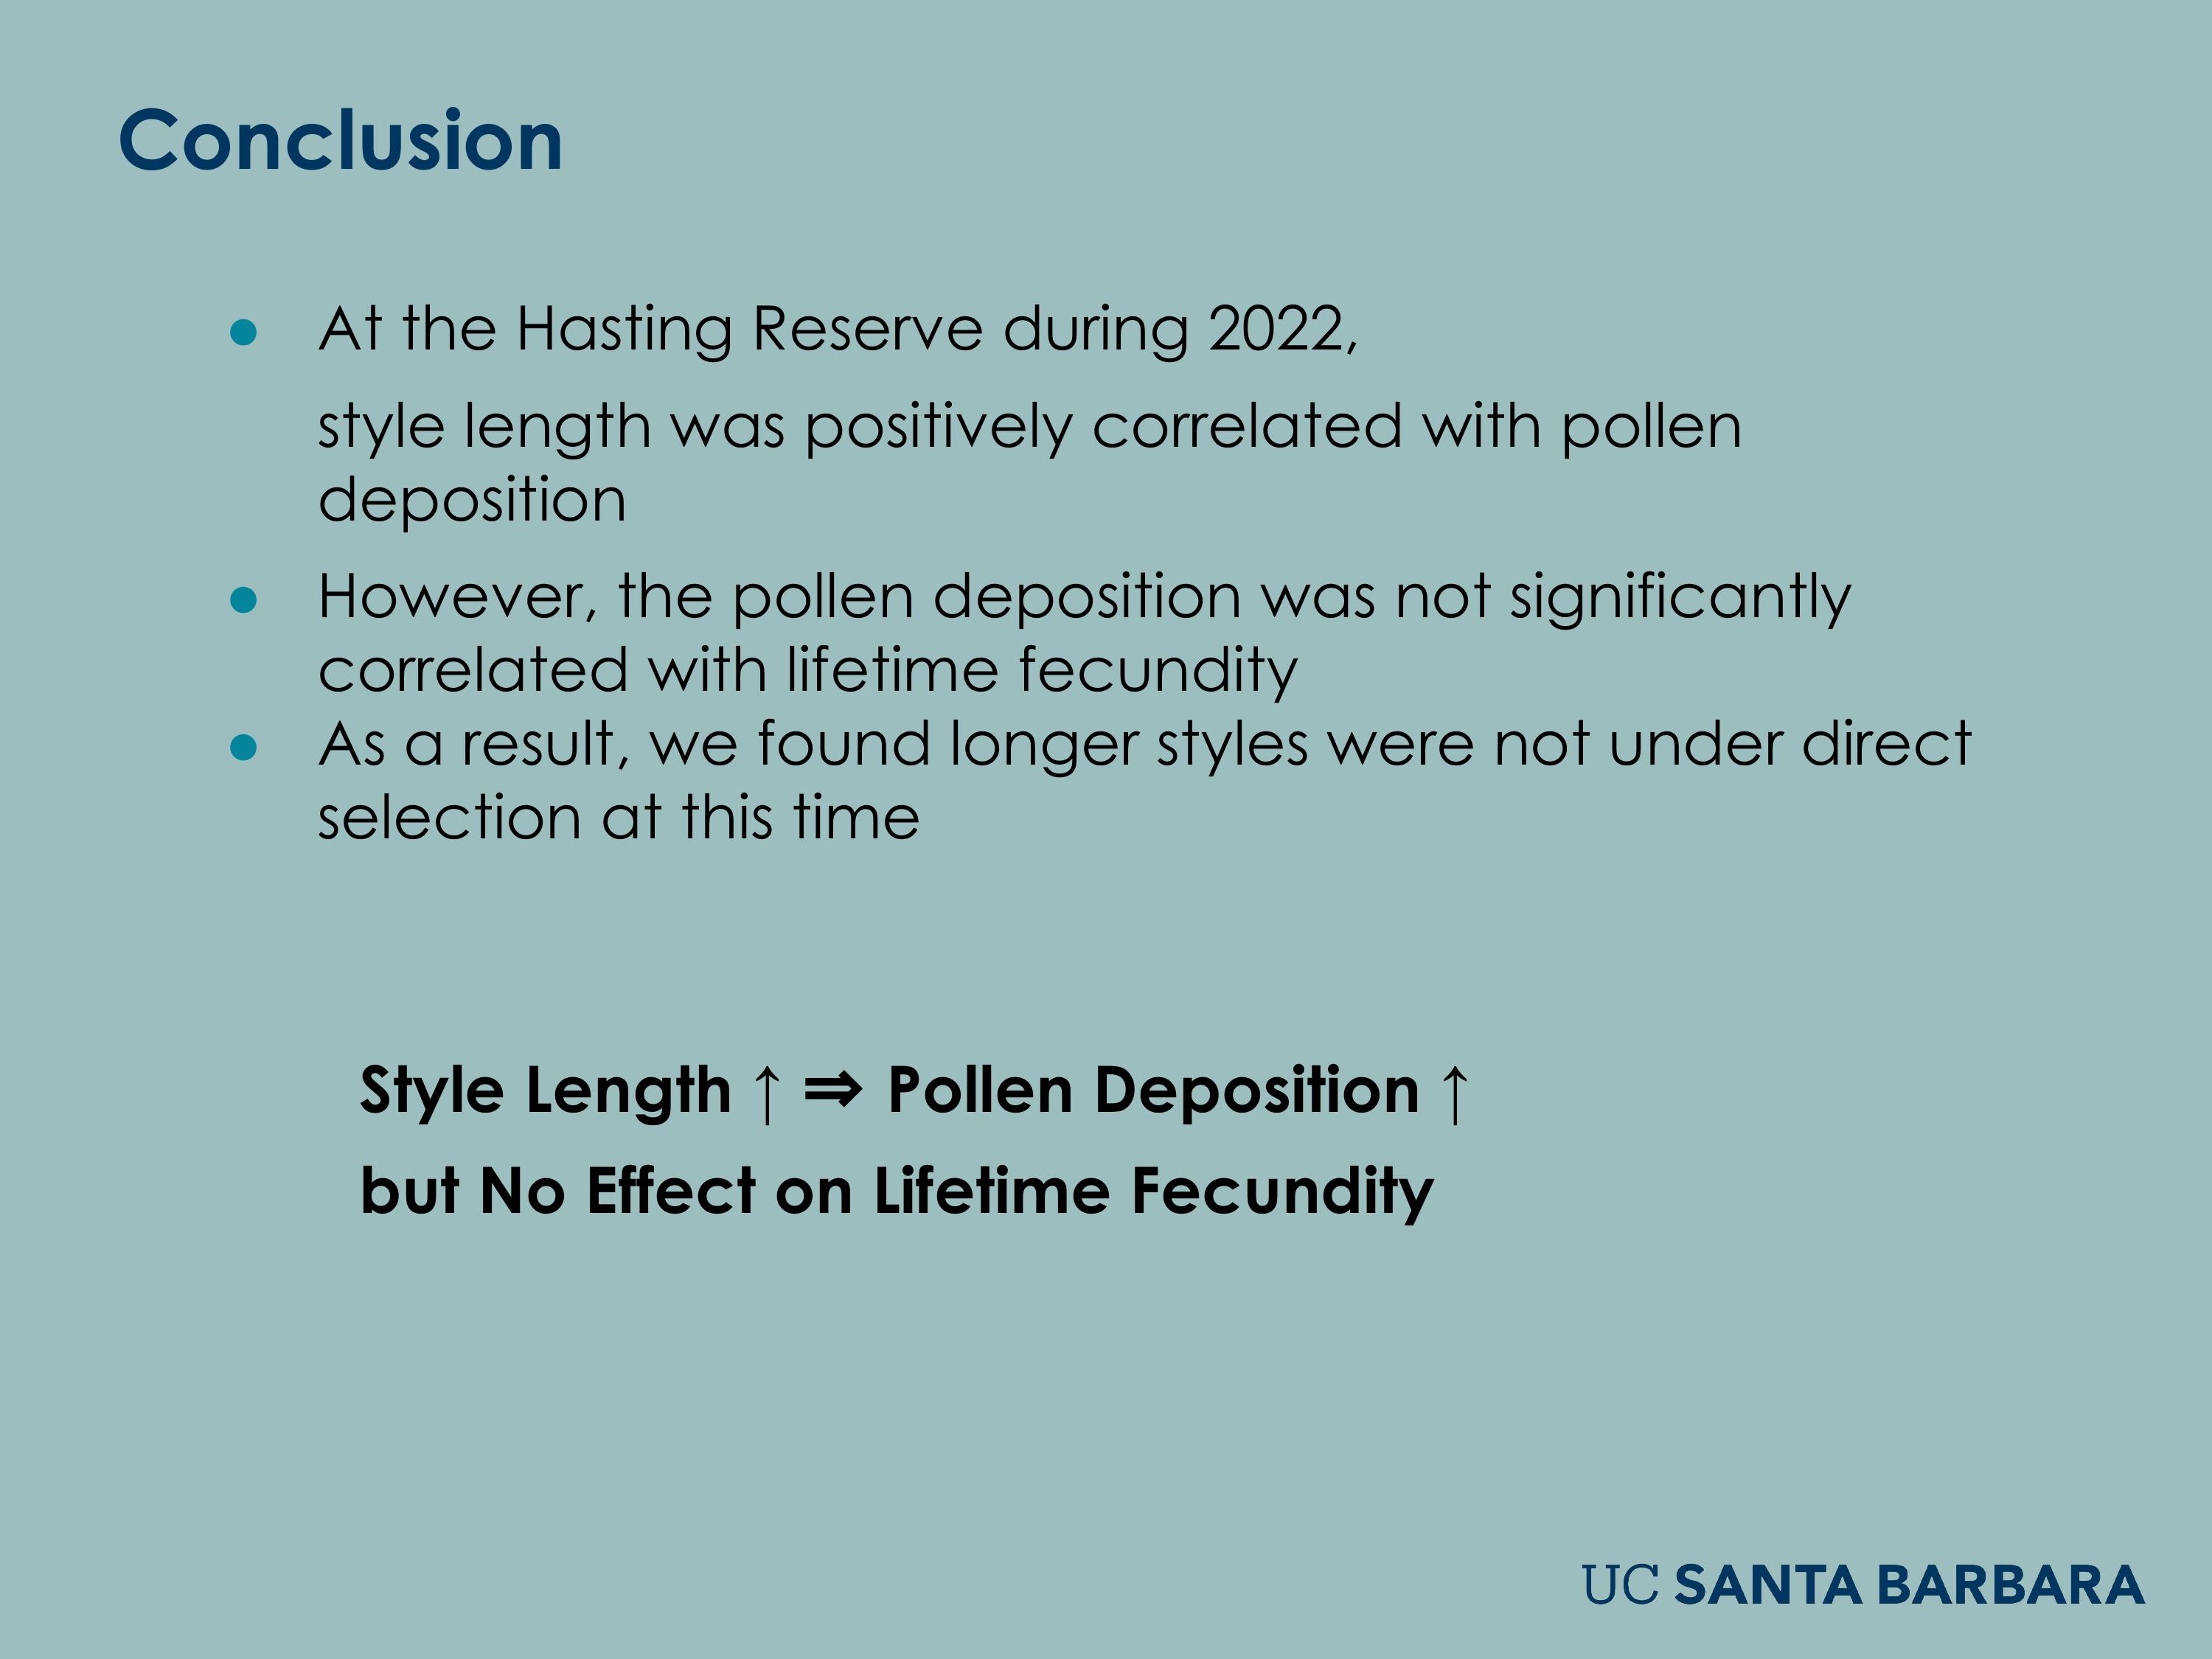 Conclusion
● At the Hasting Reserve during 2022,
style length was positively correlated with pollen
deposition
● However, the pollen deposition was not significantly
correlated with lifetime fecundity
● As a result, we found longer styles were not under direct
selection at this time
Style Length ↑ ⇒ Pollen Deposition ↑
but No Effect on Lifetime Fecundity
UC SANTA BARBARA